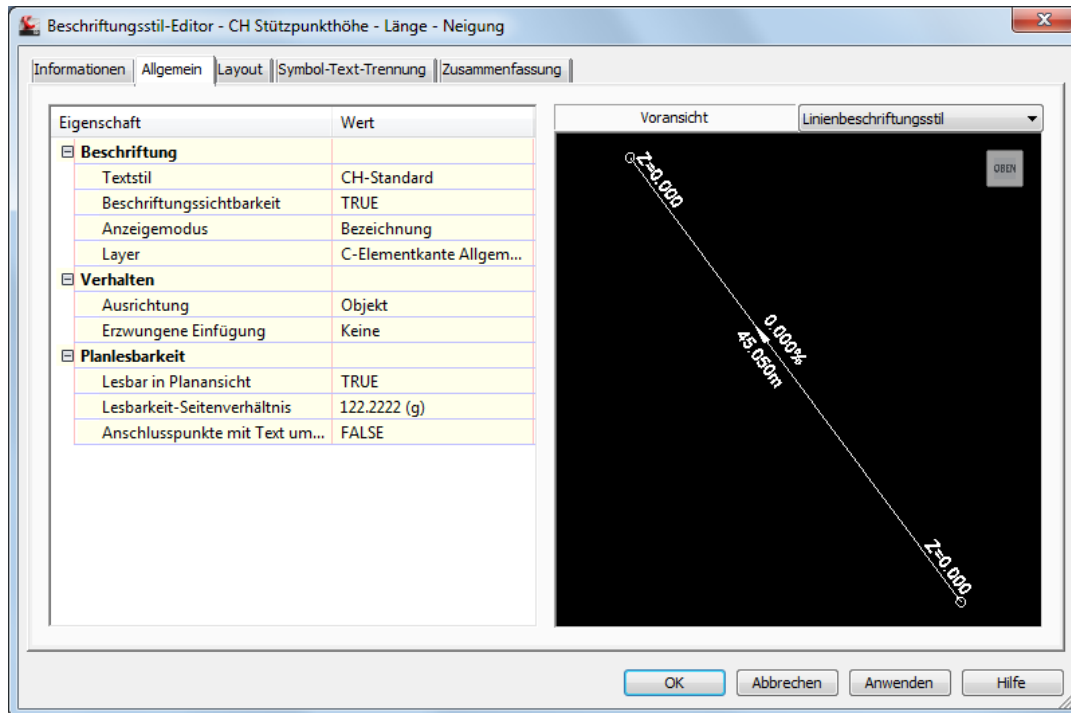 Beschriftungsstil-Editor - CH Stützpunkthöhe - Länge - Neigung
Informationen Allgemein Layout Symbol-Text-Trennung Zusammenfassung
Eigenschaft Wert
Beschriftung
Textstil CH-Standard
Beschriftungssichtbarkeit TRUE
Anzeigemodus Bezeichnung
Layer C-Elementkante Allgem...
Verhalten
Ausrichtung Objekt
Erzwungene Einfügung Keine
Planlesbarkeit
Lesbar in Planansicht TRUE
Lesbarkeit-Seitenverhältnis 122.2222 (g)
Anschlusspunkte mit Text um... FALSE
Voransicht Linienbeschriftungsstil
OBEN
Z=0.000
0.000%
45.050m
Z=0.000
OK Abbrechen Anwenden Hilfe